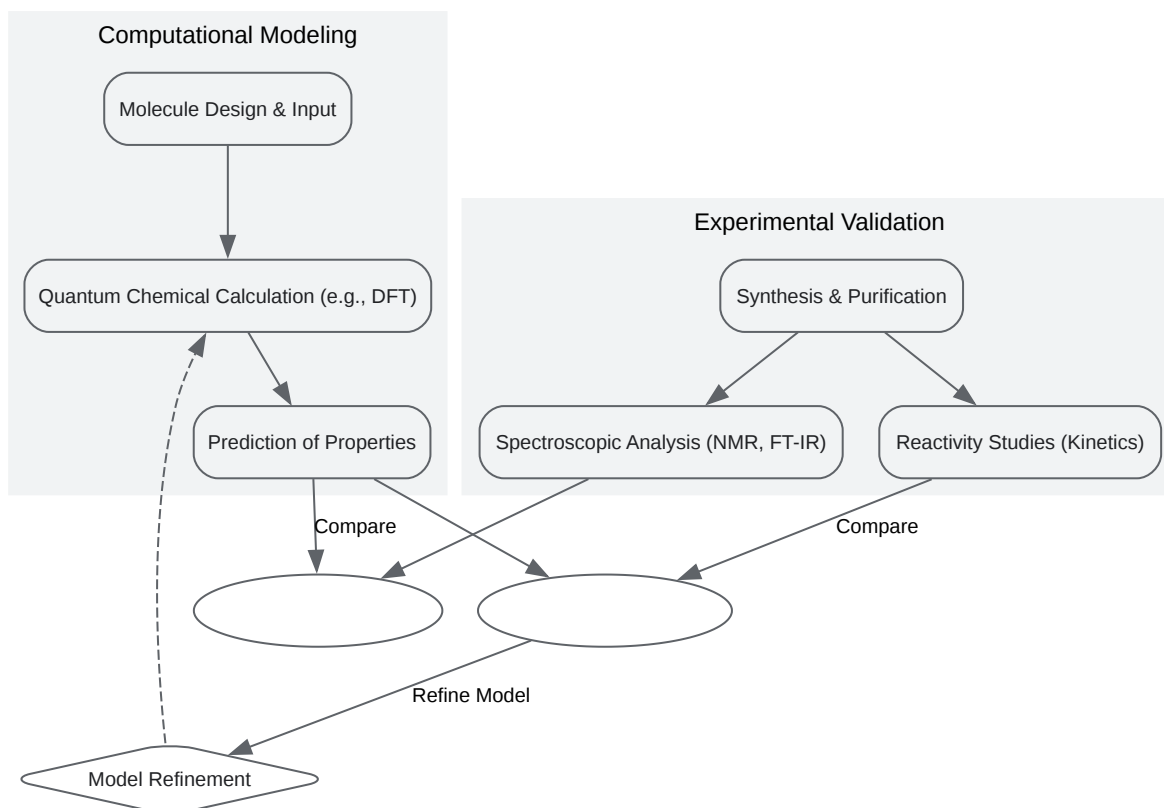 Computational Modeling
Molecule Design & Input
Experimental Validation
Quantum Chemical Calculation (e.g., DFT)
Synthesis & Purification
Prediction of Properties
Spectroscopic Analysis (NMR, FT-IR)
Reactivity Studies (Kinetics)
Compare
Compare
Refine Model
Model Refinement